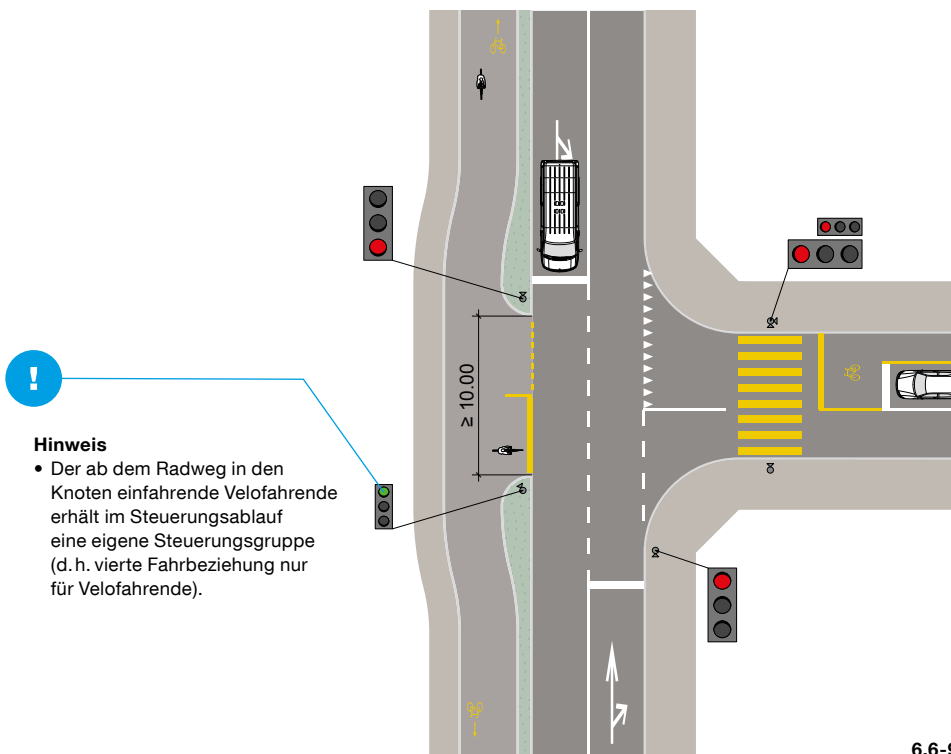 ≥ 10.00
!
Hinweis
• Der ab dem Radweg in den
Knoten einfahrende Velofahrende
erhält im Steuerungsablauf
eine eigene Steuerungsgruppe
(d. h. vierte Fahrbeziehung nur
für Velofahrende).